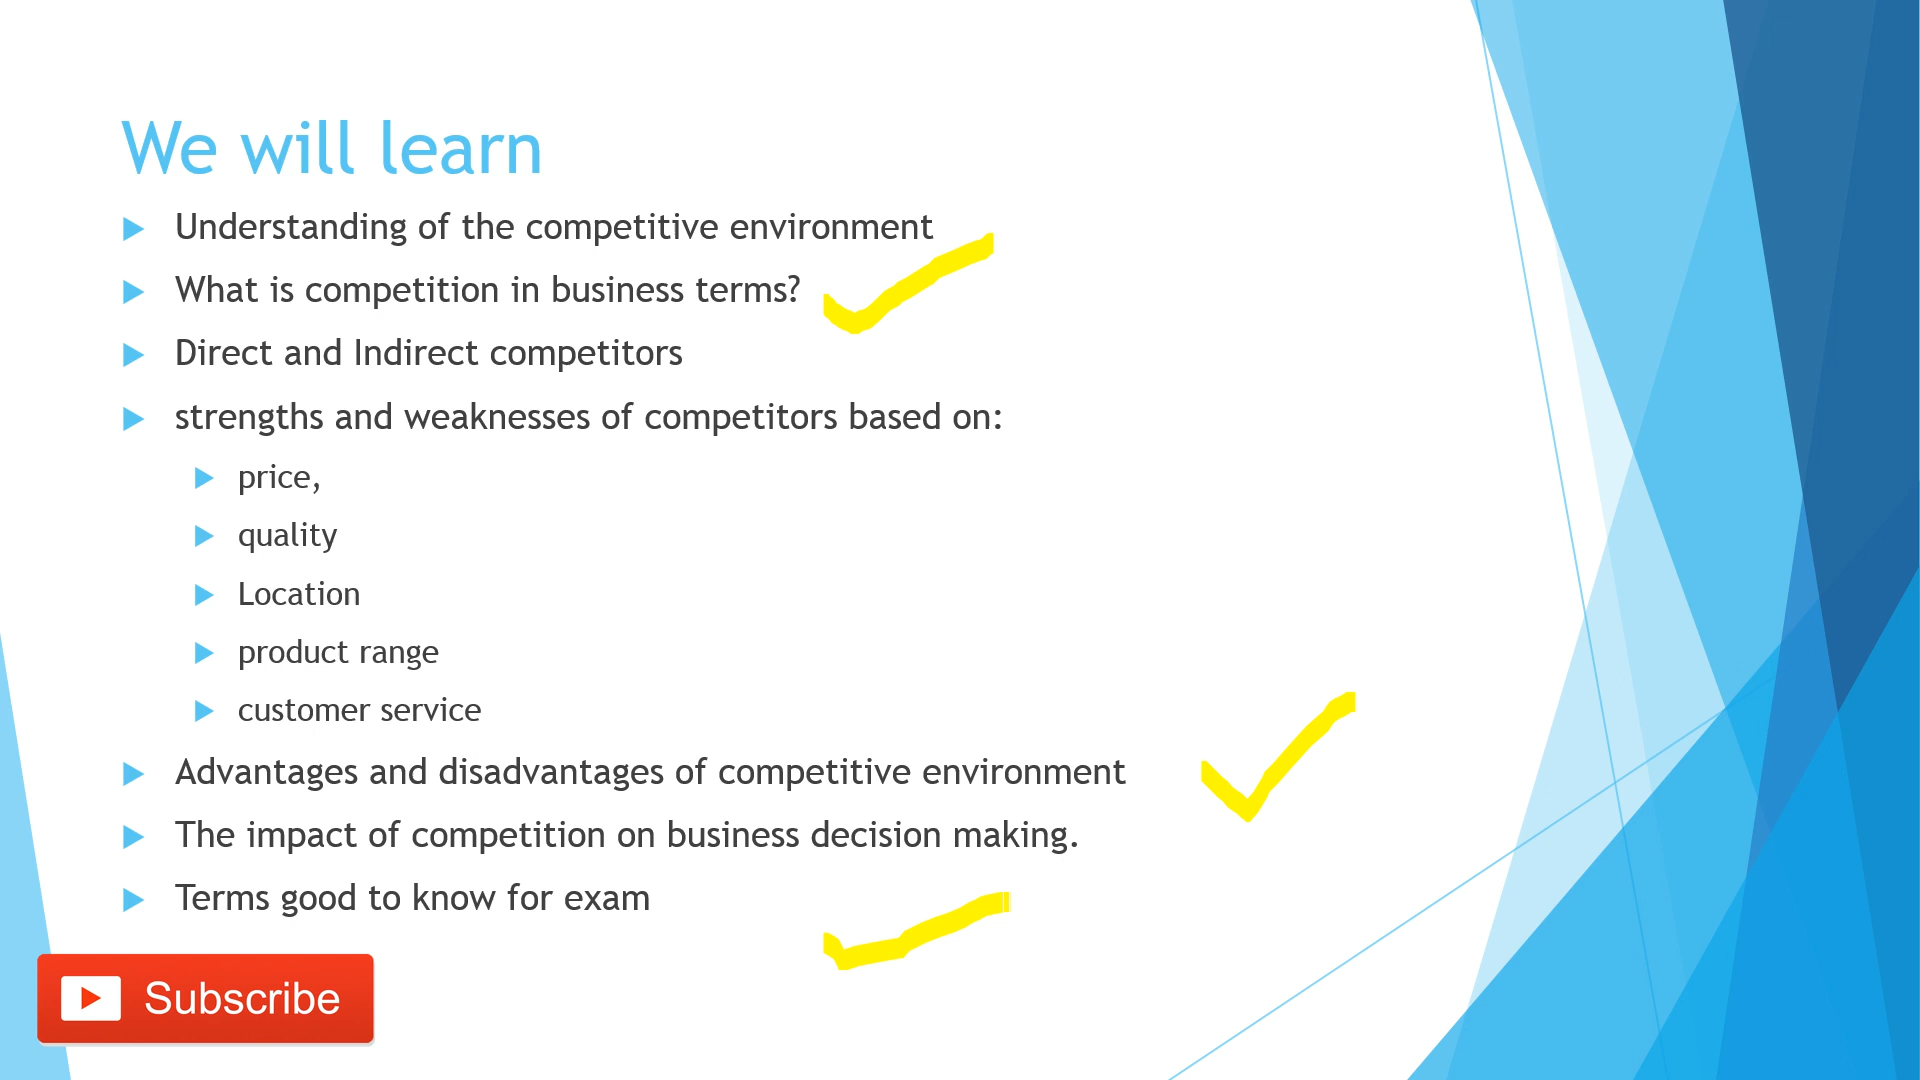 We will learn
Understanding of the competitive environment
What is competition in business terms?
Direct and Indirect competitors
strengths and weaknesses of competitors based on:
price,
quality
Location
product range
customer service
Advantages and disadvantages of competitive environment
The impact of competition on business decision making.
Terms good to know for exam
Subscribe